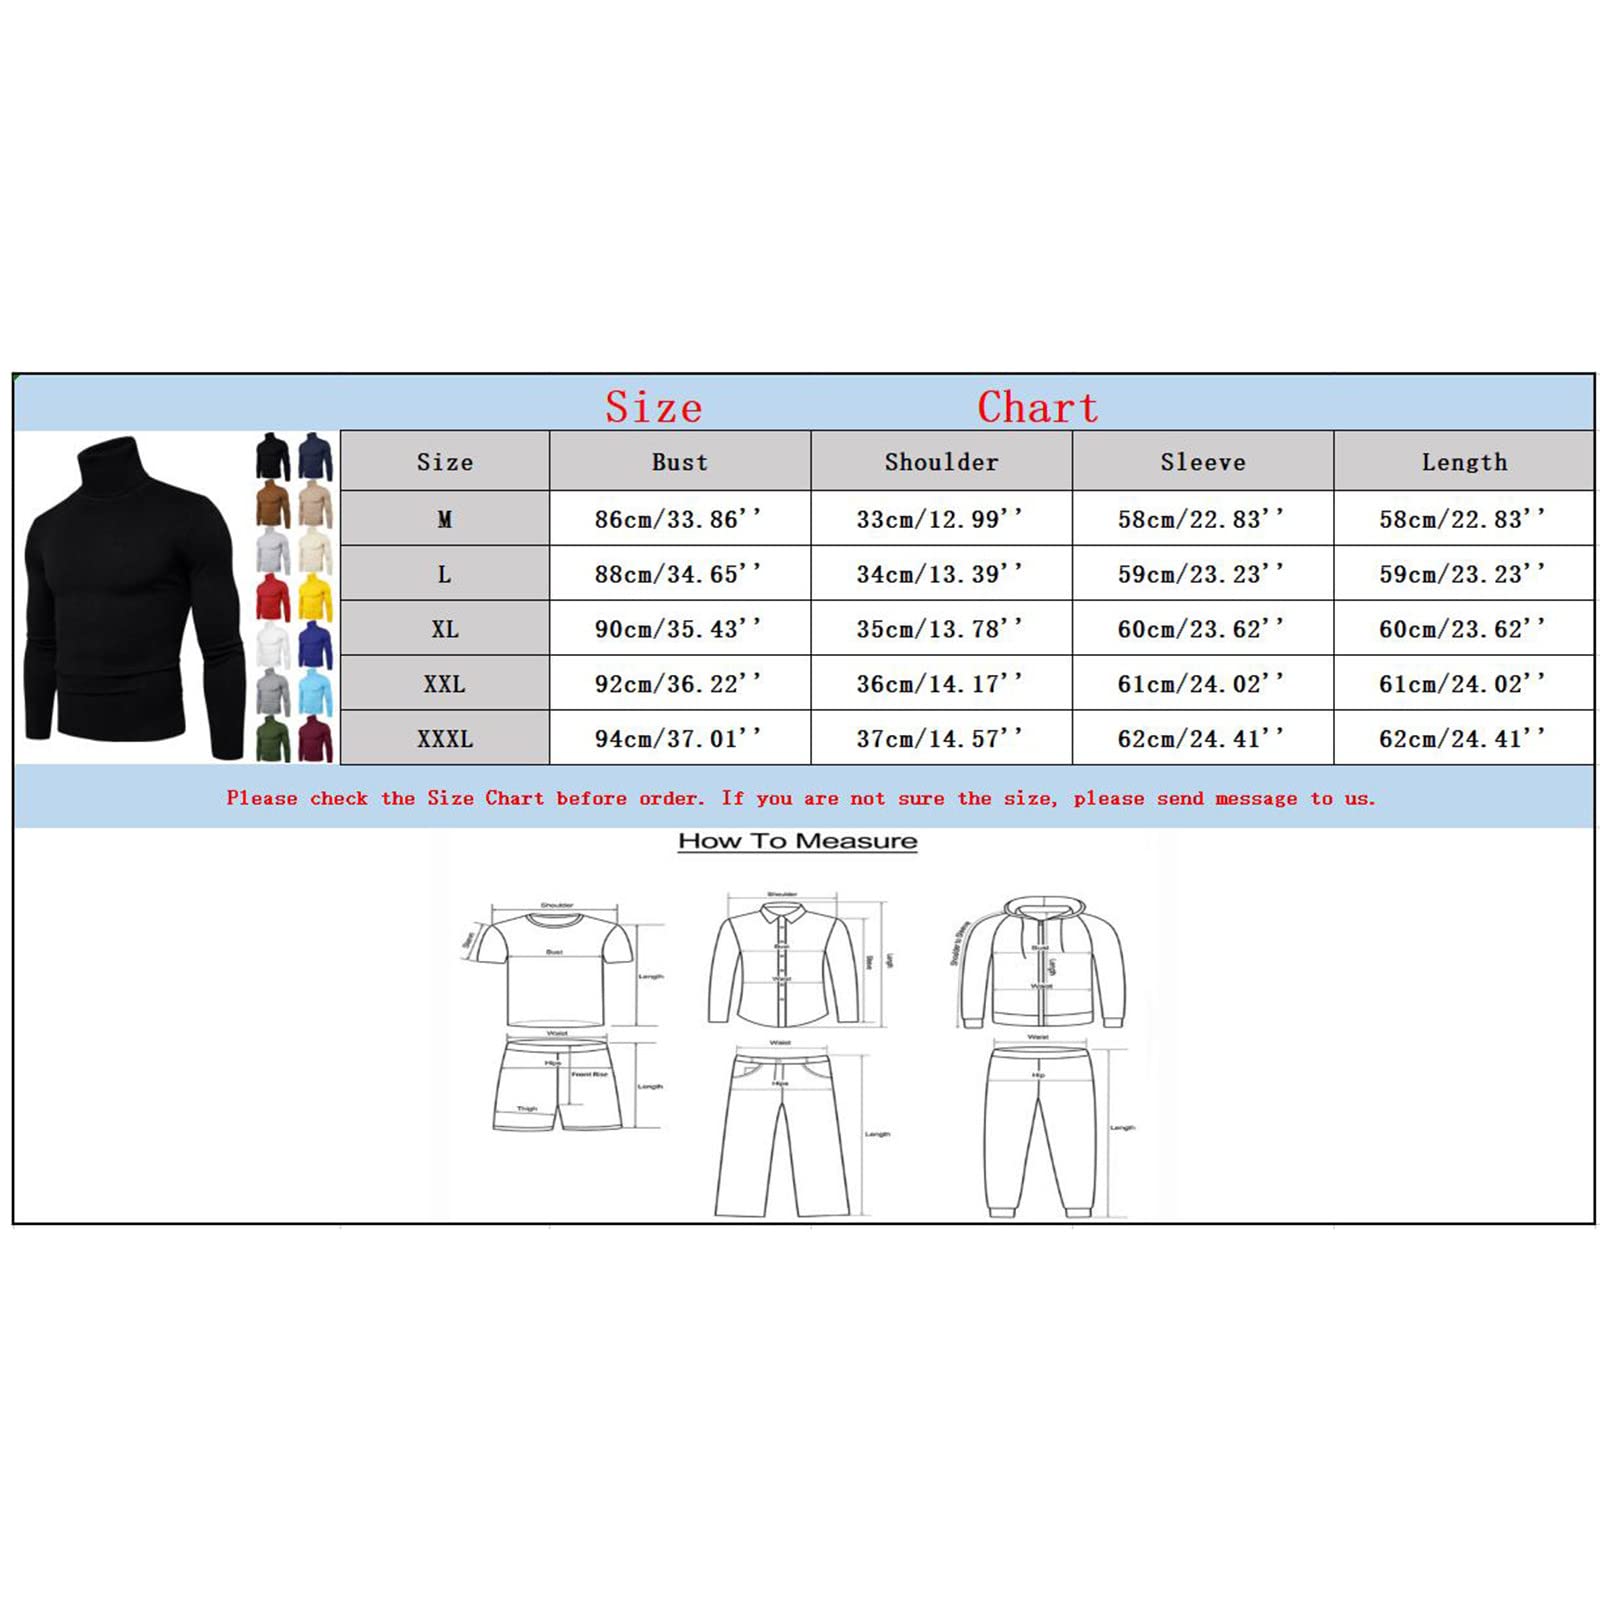 Size Chart
Size Bust Shoulder Sleeve Length
M 86cm/33.86'' 33cm/12.99'' 58cm/22.83'' 58cm/22.83''
L 88cm/34.65'' 34cm/13.39'' 59cm/23.23'' 59cm/23.23''
XL 90cm/35.43'' 35cm/13.78'' 60cm/23.62'' 60cm/23.62''
XXL 92cm/36.22'' 36cm/14.17'' 61cm/24.02'' 61cm/24.02''
XXXL 94cm/37.01'' 37cm/14.57'' 62cm/24.41'' 62cm/24.41''
Please check the Size Chart before order. If you are not sure the size, please send message to us.
How To Measure
Shoulder
Sleeve
Bust
Length
Shoulder
Bust
Waist
Sleeve
Length
Shoulder to Sleeve
Bust
Length
Waist
Waist
Hips
Front Rise
Thigh
Length
Waist
Hips
Length
Waist
Hip
Length